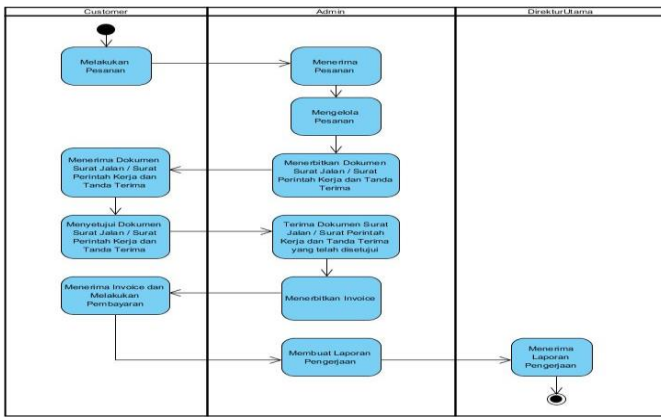 Customer
Admin
DirekturUtama
Melakukan
Pesanan
Menerima
Pesanan
Mengelola
Pesanan
Menerbitkan Dokumen
Surat Jalan / Surat
Perintah Kerja dan Tanda
Terima
Menerima Dokumen
Surat Jalan / Surat
Perintah Kerja dan
Tanda Terima
Menyetujui Dokumen
Surat Jalan / Surat
Perintah Kerja dan
Tanda Terima
Terima Dokumen Surat
Jalan / Surat Perintah
Kerja dan Tanda Terima
yang telah disetujui
Menerbitkan Invoice
Menerima Invoice dan
Melakukan
Pembayaran
Membuat Laporan
Pengerjaan
Menerima
Laporan
Pengerjaan